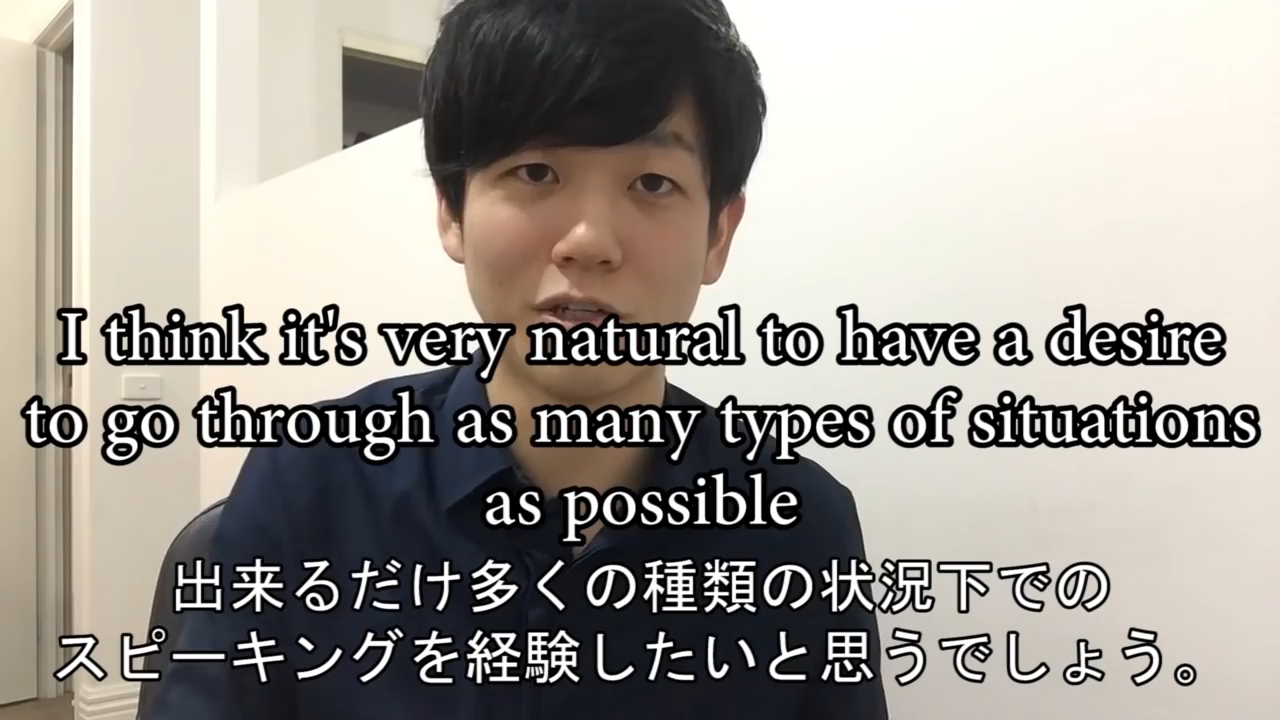 I think it's very natural to have a desire
to go through as many types of situations
as possible
出来るだけ多くの種類の状況下での
スピーキングを経験したいと思うでしょう。